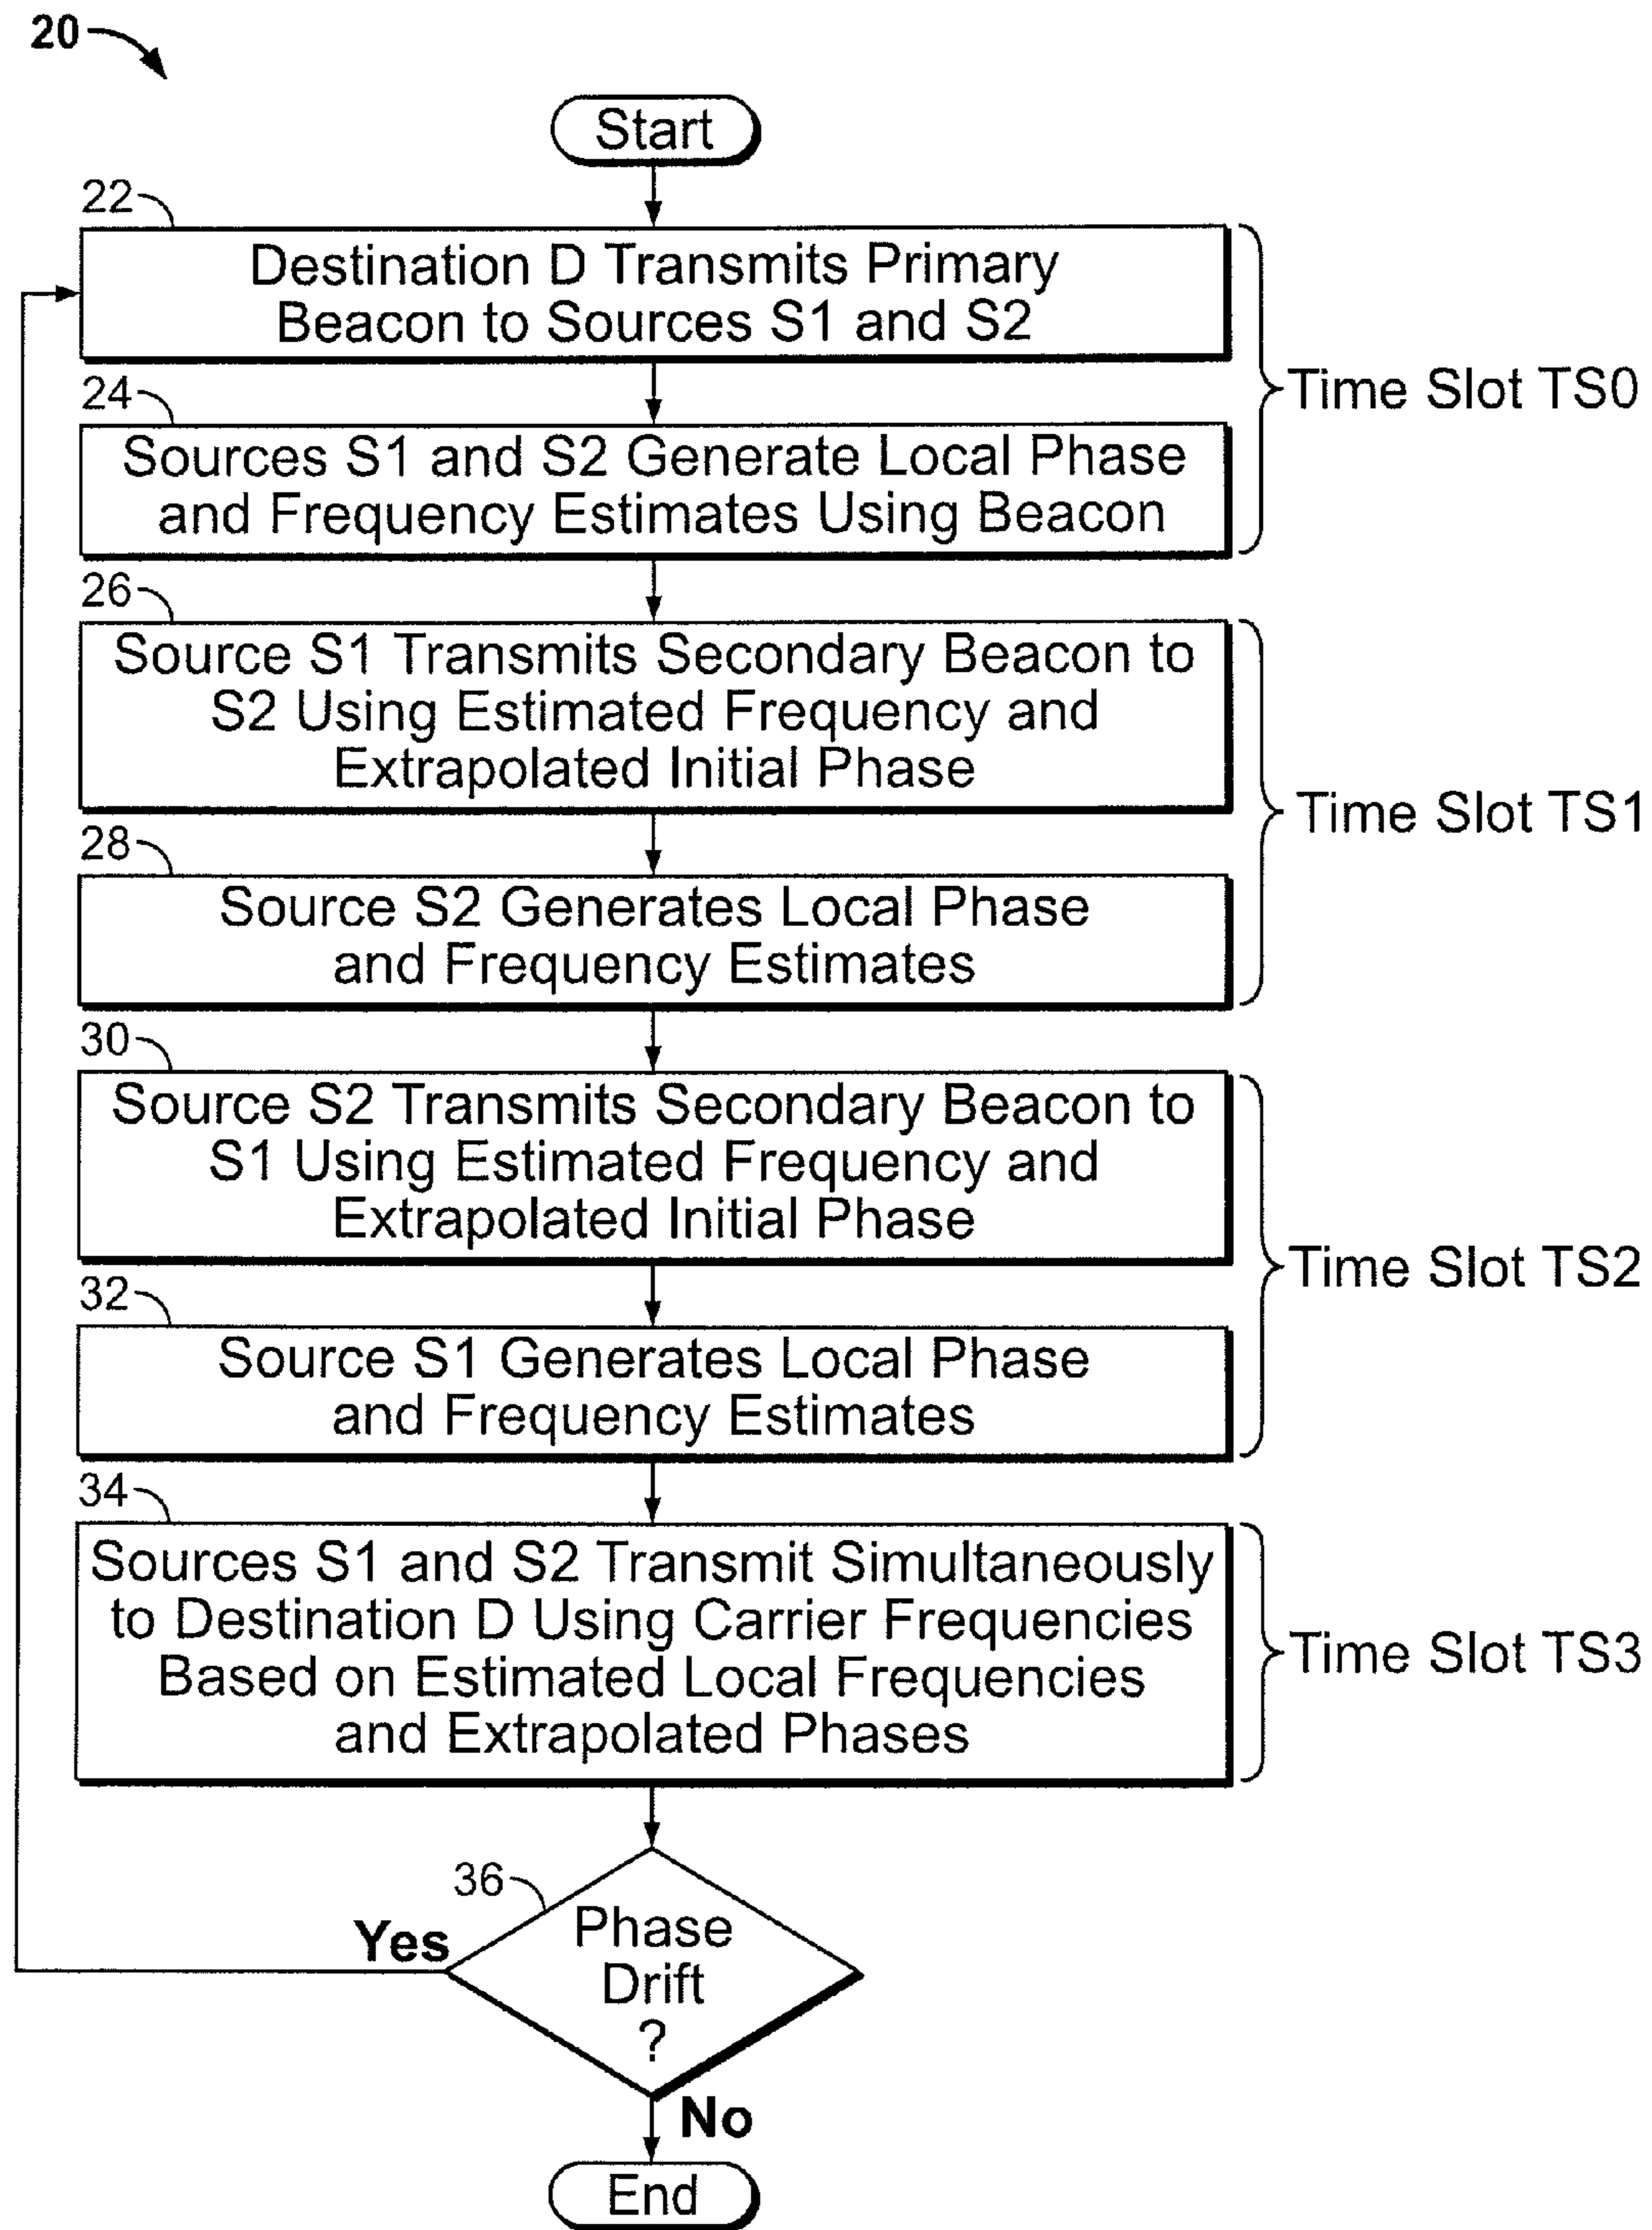 20
Start
22
Destination D Transmits Primary
Beacon to Sources S1 and S2
24
Sources S1 and S2 Generate Local Phase
and Frequency Estimates Using Beacon
Time Slot TS0
26
Source S1 Transmits Secondary Beacon to
S2 Using Estimated Frequency and
Extrapolated Initial Phase
28
Source S2 Generates Local Phase
and Frequency Estimates
Time Slot TS1
30
Source S2 Transmits Secondary Beacon to
S1 Using Estimated Frequency and
Extrapolated Initial Phase
32
Source S1 Generates Local Phase
and Frequency Estimates
Time Slot TS2
34
Sources S1 and S2 Transmit Simultaneously
to Destination D Using Carrier Frequencies
Based on Estimated Local Frequencies
and Extrapolated Phases
Time Slot TS3
36
Phase
Drift
?
Yes
No
End